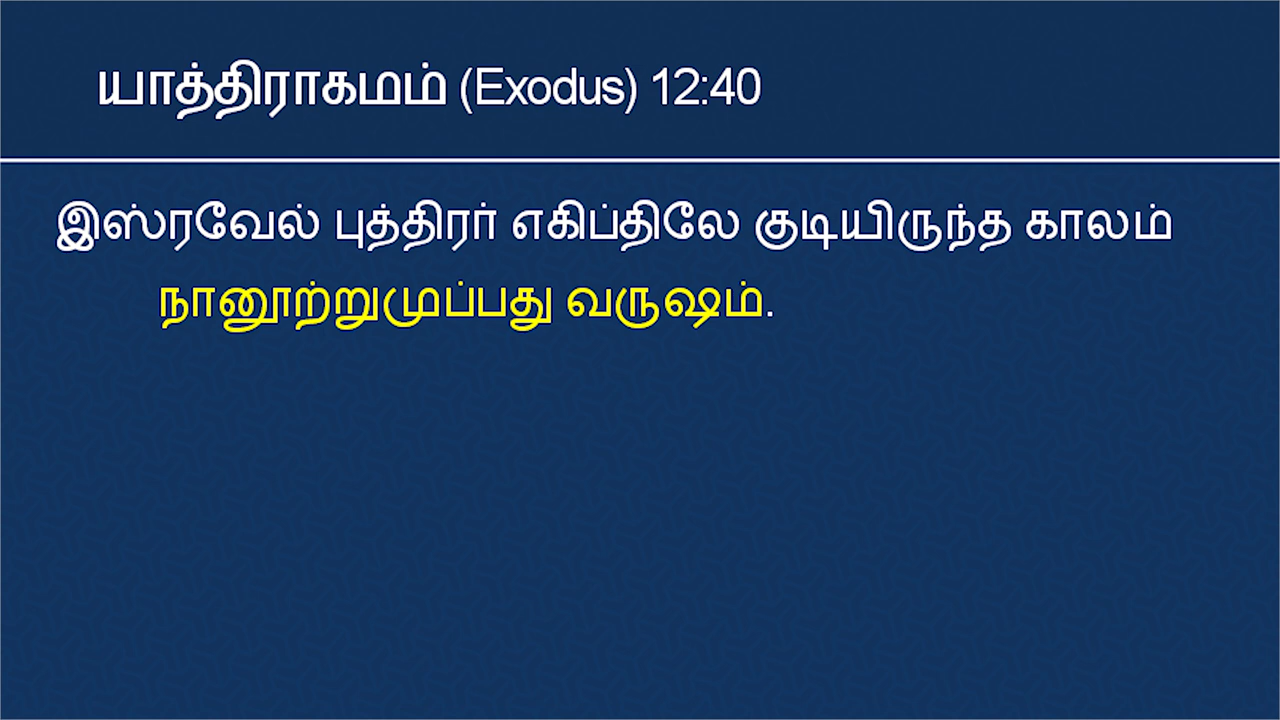 யாத்திராகமம் (Exodus) 12:40
இஸ்ரவேல் புத்திரர் எகிப்திலே குடியிருந்த காலம்
நானூற்றுமுப்பது வருஷம்.